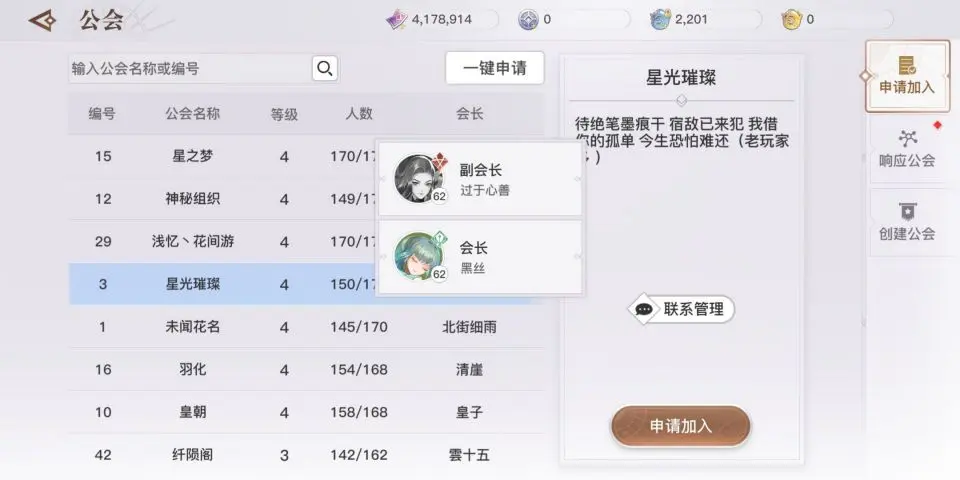 公会
4,178,914
0
2,201
0
输入公会名称或编号
一键申请
编号 公会名称 等级 人数 会长
15 星之梦 4 170/17
12 神秘组织 4 149/17
29 浅忆丶花间游 4 170/17
3 星光璀璨 4 150/17
1 未闻花名 4 145/170 北街细雨
16 羽化 4 154/168 清崖
10 皇朝 4 158/168 皇子
42 纤陨阁 3 142/162 雲十五
副会长
过于心善
62
会长
黑丝
62
星光璀璨
待绝笔墨痕干 宿敌已来犯 我借
你的孤单 今生恐怕难还（老玩家
）
联系管理
申请加入
申请加入
响应公会
创建公会